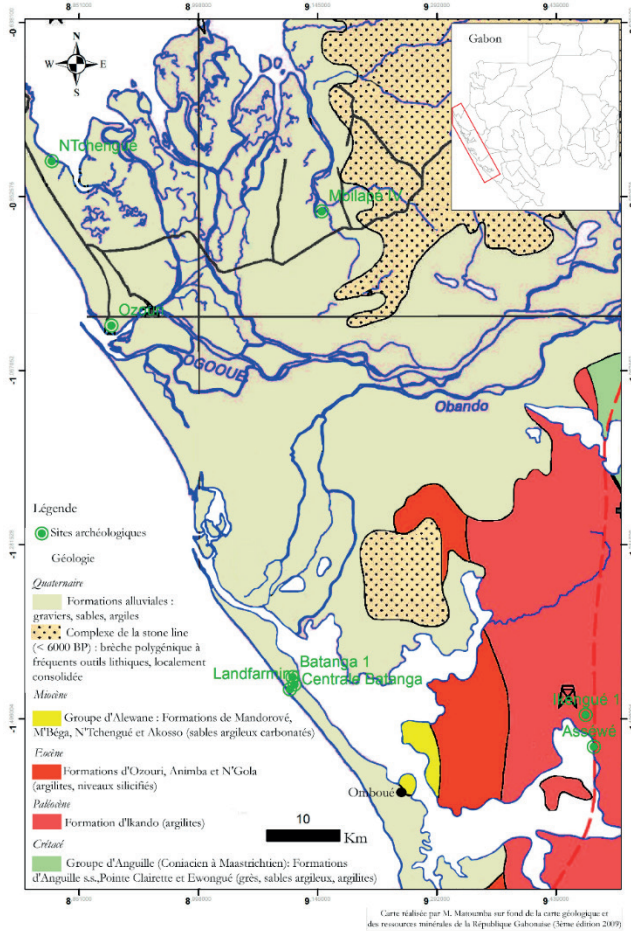 Gabon
N
W E
S
NTchengué
Mpilapé IV
OGOOUE
Obando
Légende
Sites archéologiques
Géologie
Quaternaire
Formations alluviales :
graviers, sables, argiles
Complexe de la stone line
(< 6000 BP) : brèche polygénique à
fréquents outils lithiques, localement
consolidée
Miocène
Groupe d'Alewane : Formations de Mandorové,
M'Béga, N'Tchengué et Akosso (sables argileux carbonatés)
Eocène
Formations d'Ozouri, Animba et N'Gola
(argilites, niveaux silicifiés)
Paléocène
Formation d'Ikando (argilites)
Crétacé
Groupe d'Anguille (Coniacien à Maastrichtien): Formations
d'Anguille s.s.,Pointe Clairette et Ewongué (grès, sables argileux, argilites)
Batanga 1
Landfarming
Centrale Batanga
Omboué
10
Km
Carte réalisée par M. Matoumba sur fond de la carte géologique et
des ressources minérales de la République Gabonaise (3ème édition 2009)